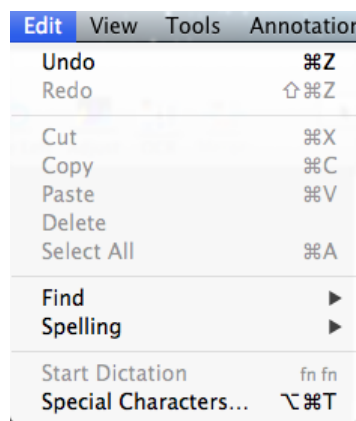 Edit View Tools Annotation
Undo ⌘Z
Redo ⇧⌘Z
Cut ⌘X
Copy ⌘C
Paste ⌘V
Delete
Select All ⌘A
Find ▶
Spelling ▶
Start Dictation fn fn
Special Characters... ⌥⌘T